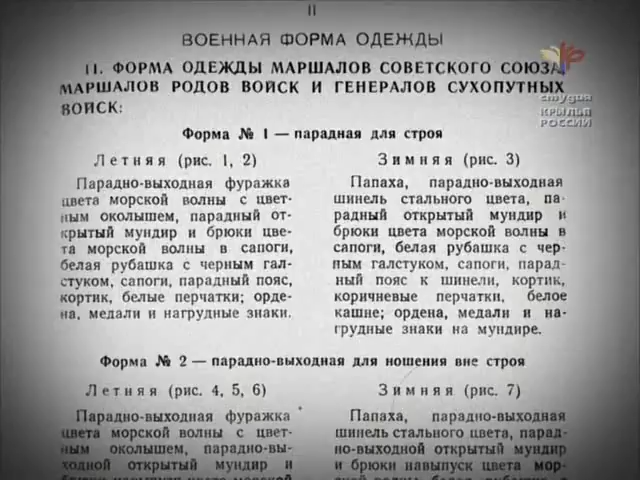 II
ВОЕННАЯ ФОРМА ОДЕЖДЫ
11. ФОРМА ОДЕЖДЫ МАРШАЛОВ СОВЕТСКОГО СОЮЗА,
МАРШАЛОВ РОДОВ ВОЙСК И ГЕНЕРАЛОВ СУХОПУТНЫХ
ВОЙСК:
студия
КРЫЛЬЯ
РОССИИ
Форма № 1 — парадная для строя
Летняя (рис. 1, 2)
Парадно-выходная фуражка
цвета морской волны с цвет-
ным околышем, парадный от-
крытый мундир и брюки цве-
та морской волны в сапоги,
белая рубашка с черным гал-
стуком, сапоги, парадный пояс,
кортик, белые перчатки; орде-
на, медали и нагрудные знаки.
Зимняя (рис. 3)
Папаха, парадно-выходная
шинель стального цвета, па-
радный открытый мундир и
брюки цвета морской волны в
сапоги, белая рубашка с чер-
ным галстуком, сапоги, парад-
ный пояс к шинели, кортик,
коричневые перчатки, белое
кашне; ордена, медали и на-
грудные знаки на мундире.
Форма № 2 — парадно-выходная для ношения вне строя
Летняя (рис. 4, 5, 6)
Парадно-выходная фуражка
цвета морской волны с цвет-
ным околышем, парадно-вы-
ходной открытый мундир и
Зимняя (рис. 7)
Папаха, парадно-выходная
шинель стального цвета, парад-
но-выходной открытый мундир
и брюки навыпуск цвета мор-